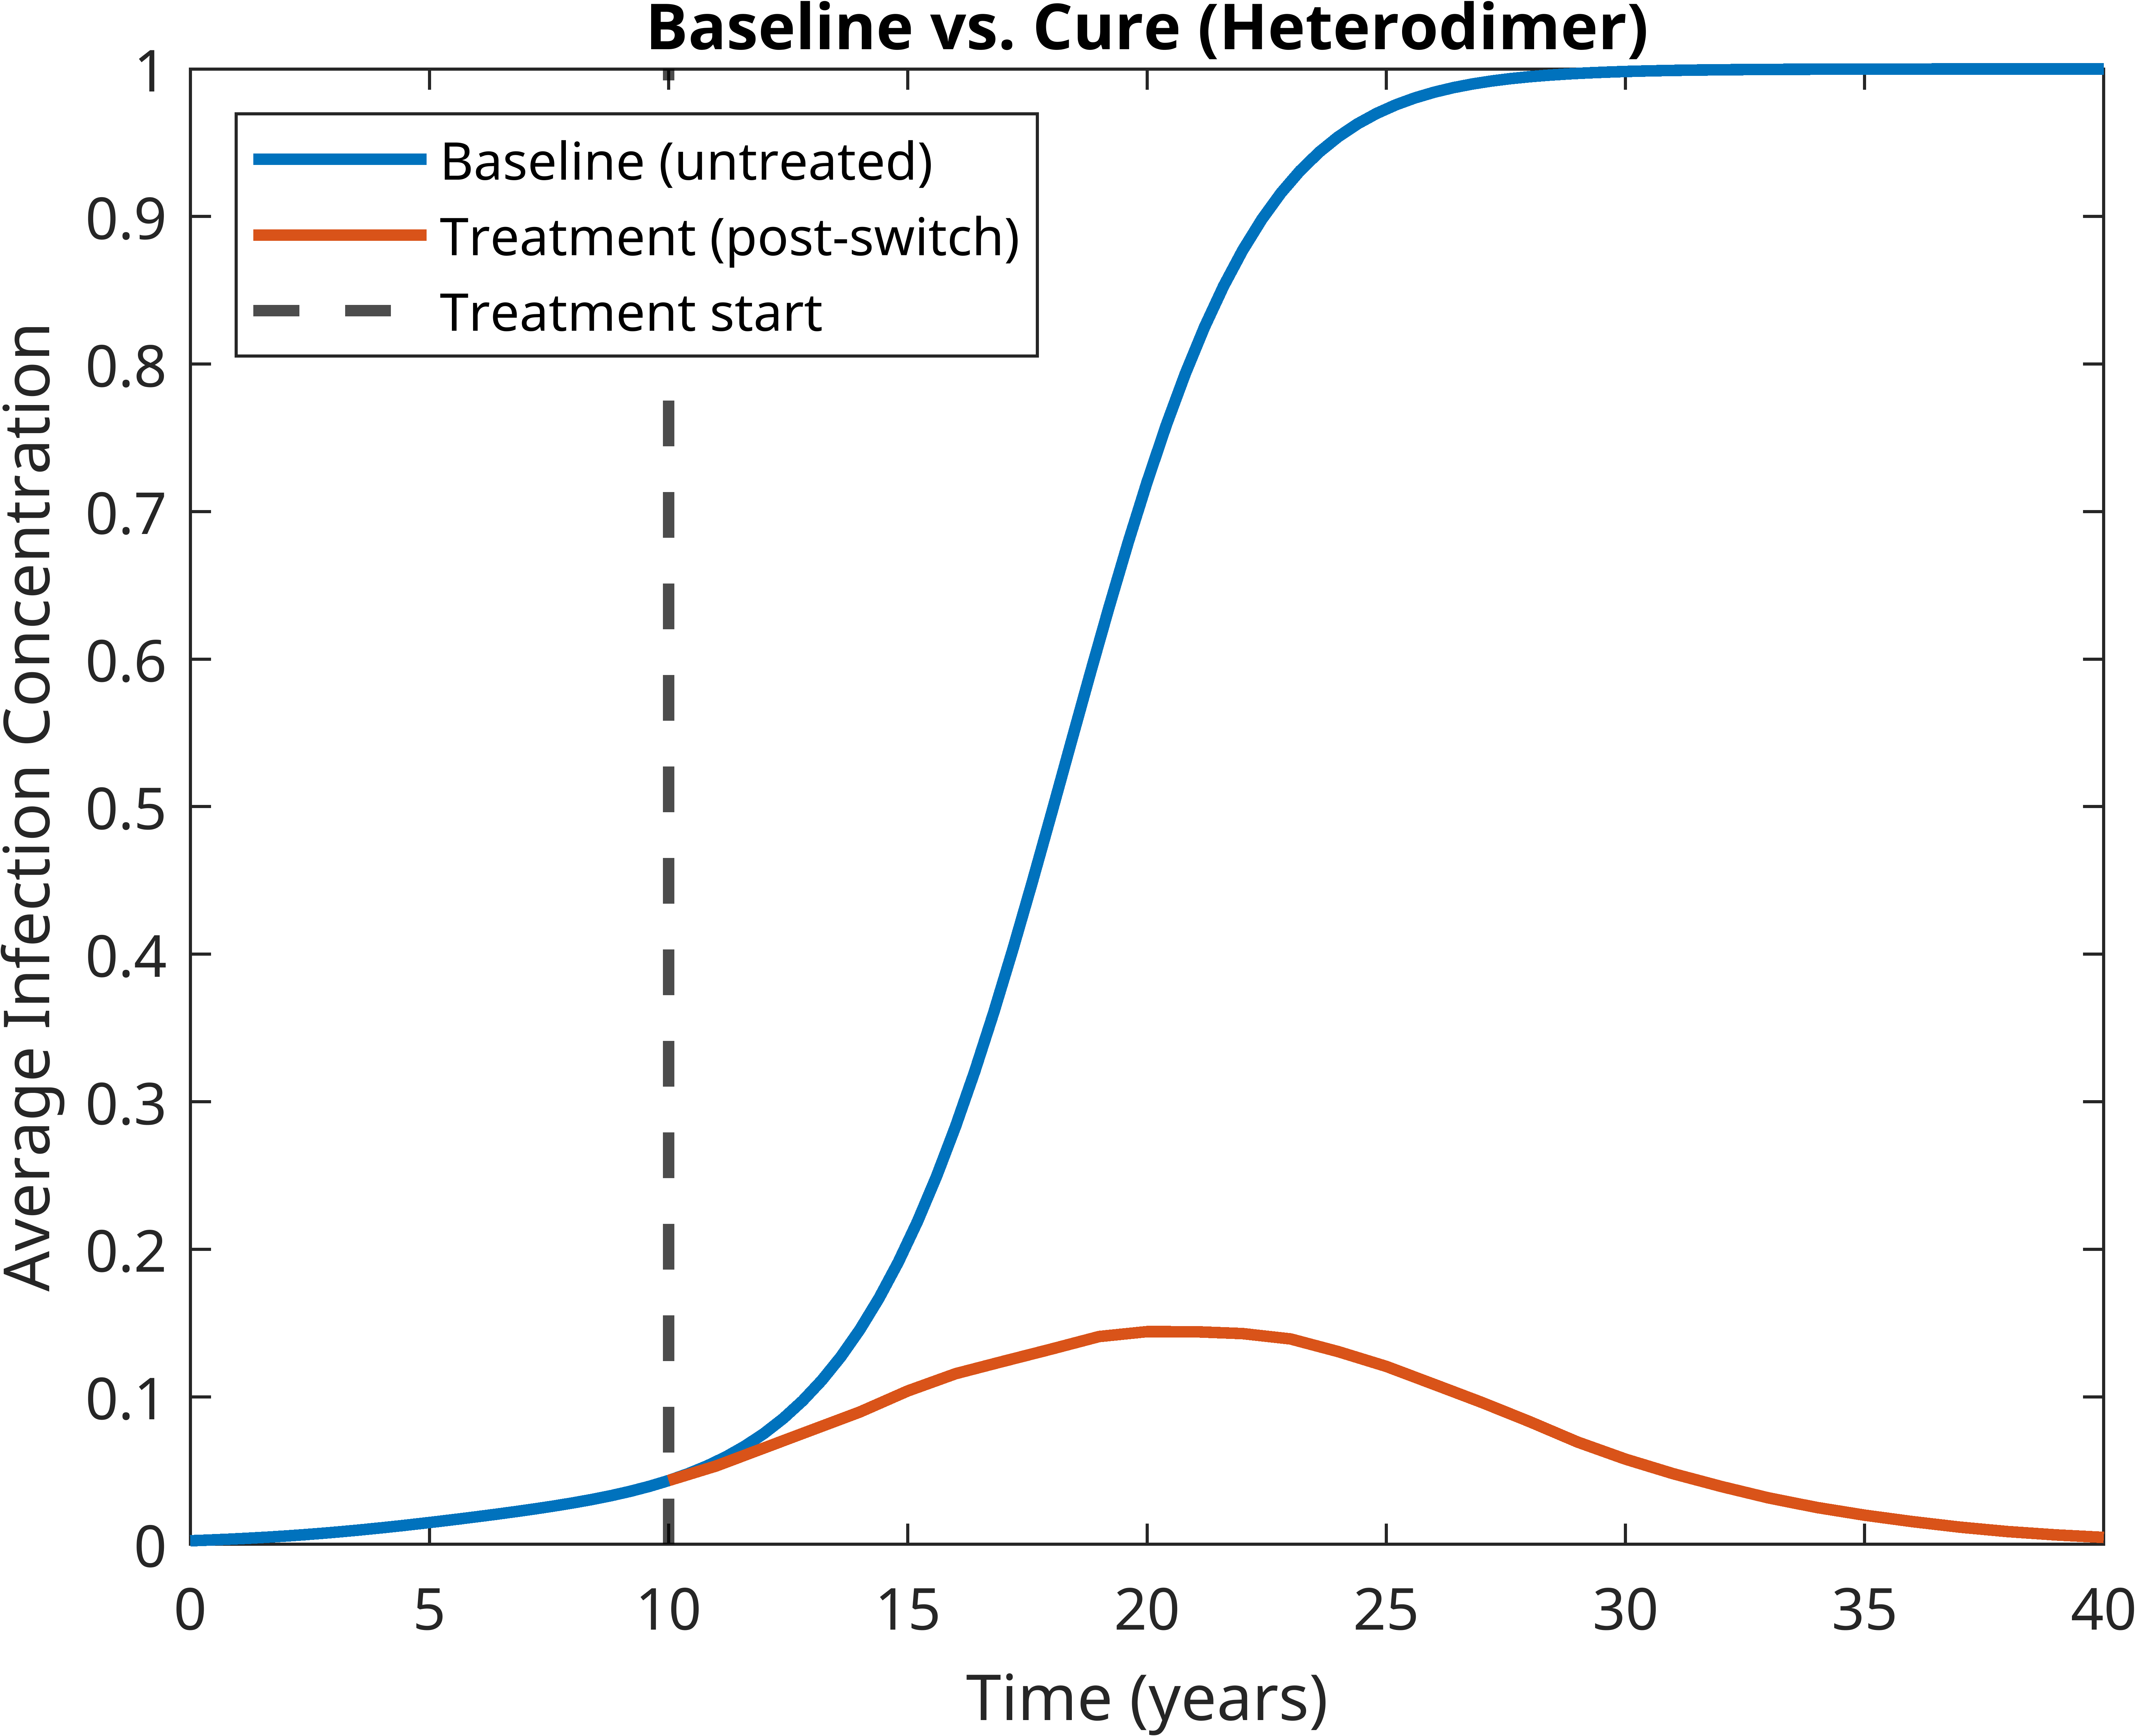 Baseline vs. Cure (Heterodimer)
Baseline (untreated)
Treatment (post-switch)
Treatment start
Average Infection Concentration
1
0.9
0.8
0.7
0.6
0.5
0.4
0.3
0.2
0.1
0
0 5 10 15 20 25 30 35 40
Time (years)